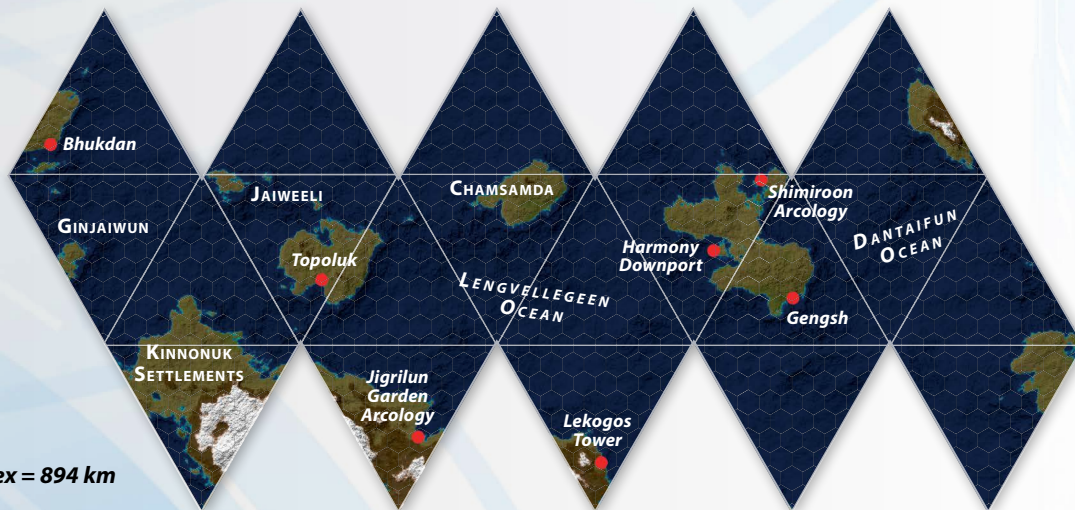 Bhukdan
GINJAIWUN
JAIWEELI
Topoluk
CHAMSAMDA
LENGVELLEGEEN
OCEAN
Shimiroon
Arcology
Harmony
Downport
Gengsh
DANTAIFUN
OCEAN
KINNONUK
SETTLEMENTS
Jigrilun
Garden
Arcology
Lekogos
Tower
ex = 894 km